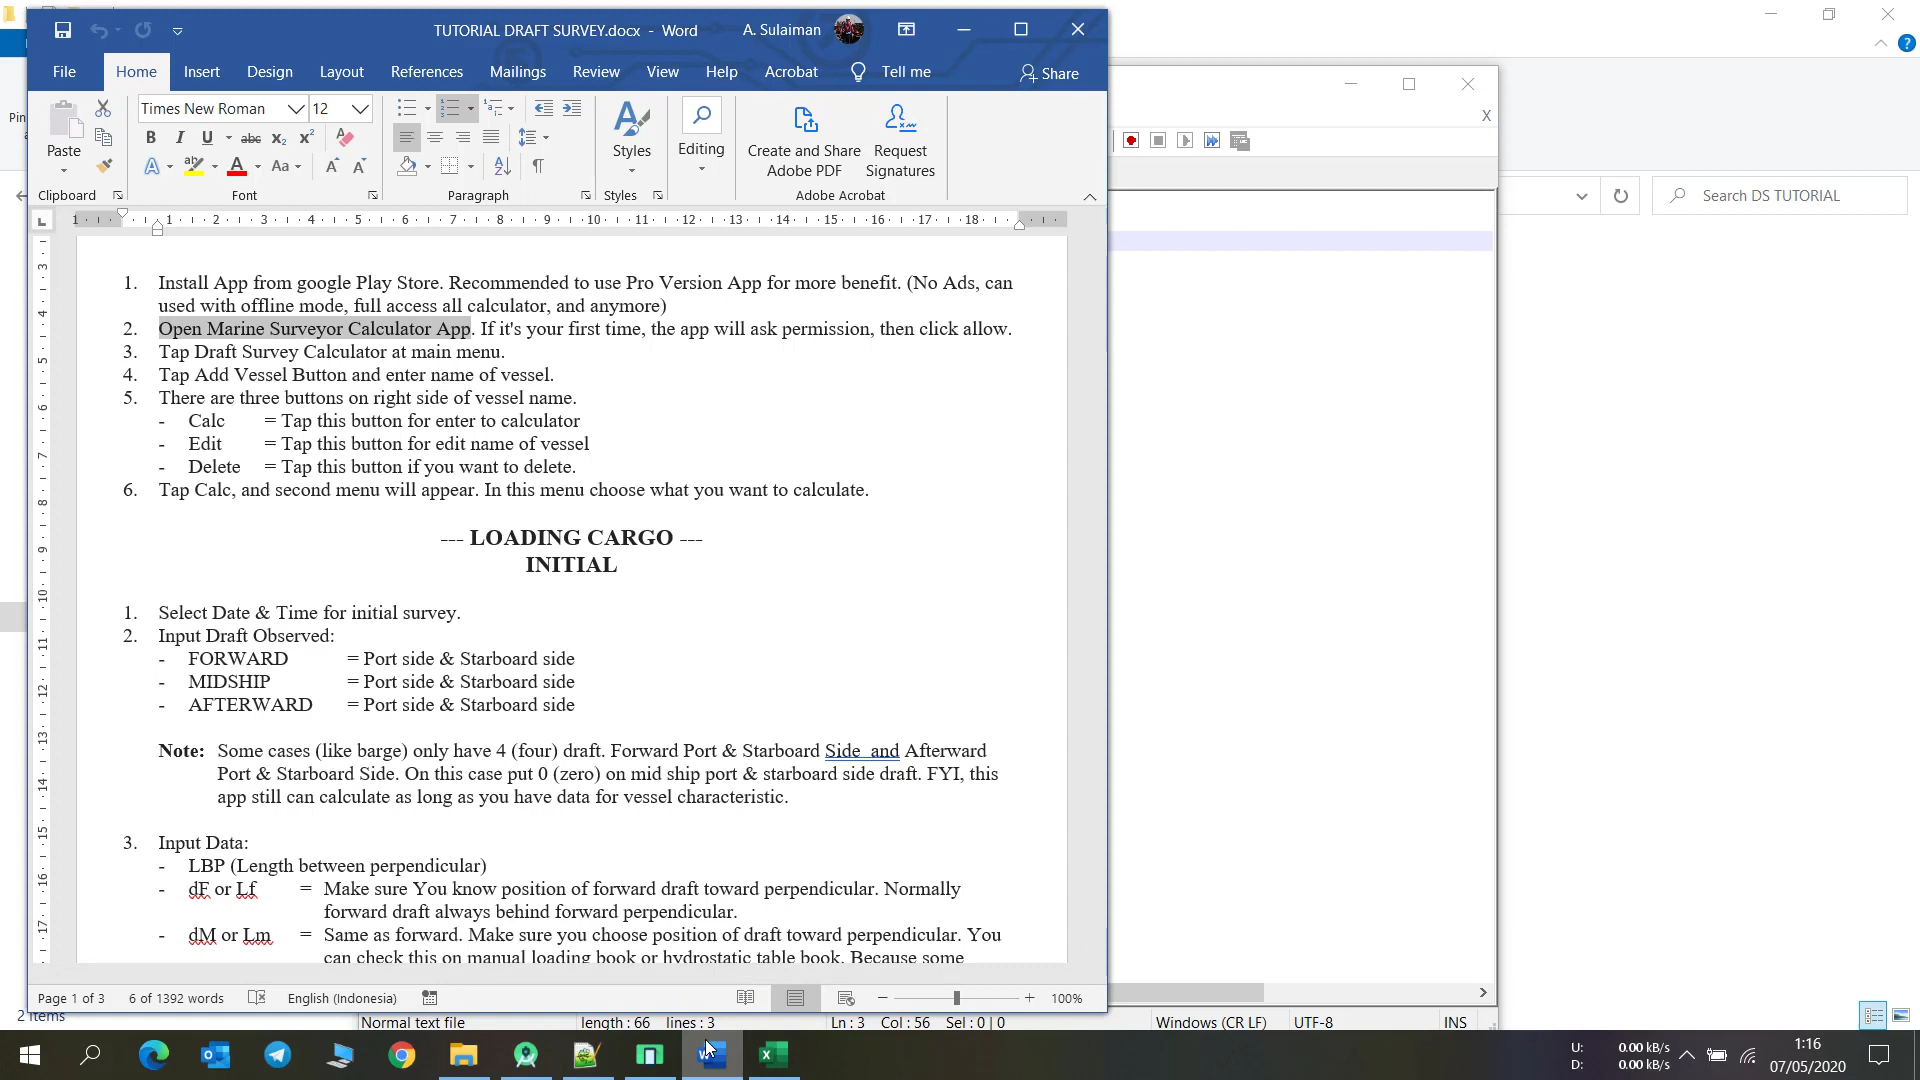 TUTORIAL DRAFT SURVEY.docx - Word
A. Sulaiman
File Home Insert Design Layout References Mailings Review View Help Acrobat Tell me Share
Times New Roman 12
Paste
Styles
Editing
Create and Share
Adobe PDF
Request
Signatures
Clipboard Font Paragraph Styles Adobe Acrobat
Search DS TUTORIAL
1. Install App from google Play Store. Recommended to use Pro Version App for more benefit. (No Ads, can
used with offline mode, full access all calculator, and anymore)
2. Open Marine Surveyor Calculator App. If it's your first time, the app will ask permission, then click allow.
3. Tap Draft Survey Calculator at main menu.
4. Tap Add Vessel Button and enter name of vessel.
5. There are three buttons on right side of vessel name.
- Calc = Tap this button for enter to calculator
- Edit = Tap this button for edit name of vessel
- Delete = Tap this button if you want to delete.
6. Tap Calc, and second menu will appear. In this menu choose what you want to calculate.
--- LOADING CARGO ---
INITIAL
1. Select Date & Time for initial survey.
2. Input Draft Observed:
- FORWARD = Port side & Starboard side
- MIDSHIP = Port side & Starboard side
- AFTERWARD = Port side & Starboard side
Note: Some cases (like barge) only have 4 (four) draft. Forward Port & Starboard Side and Afterward
Port & Starboard Side. On this case put 0 (zero) on mid ship port & starboard side draft. FYI, this
app still can calculate as long as you have data for vessel characteristic.
3. Input Data:
- LBP (Length between perpendicular)
- dF or Lf = Make sure You know position of forward draft toward perpendicular. Normally
forward draft always behind forward perpendicular.
- dM or Lm = Same as forward. Make sure you choose position of draft toward perpendicular. You
can check this on manual loading book or hydrostatic table book. Because some
Page 1 of 3 6 of 1392 words English (Indonesia) 100%
2 items
Normal text file length : 66 lines : 3 Ln : 3 Col : 56 Sel : 0 | 0 Windows (CR LF) UTF-8 INS
U: 0.00 kB/s
D: 0.00 kB/s
1:16
07/05/2020